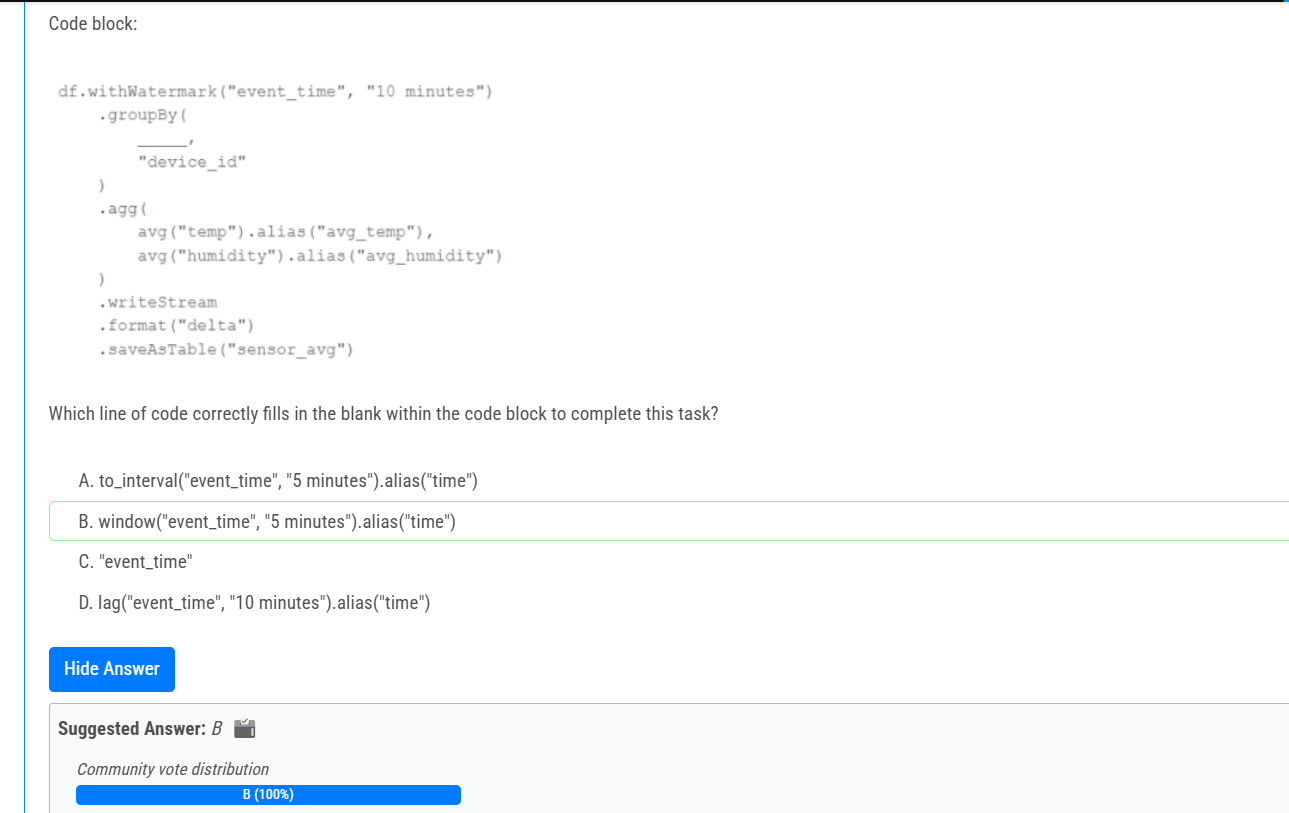 Code block:
df.withWatermark("event_time", "10 minutes")
.groupBy(
_____,
"device_id"
)
.agg(
avg("temp").alias("avg_temp"),
avg("humidity").alias("avg_humidity")
)
.writeStream
.format("delta")
.saveAsTable("sensor_avg")
Which line of code correctly fills in the blank within the code block to complete this task?
A. to_interval("event_time", "5 minutes").alias("time")
B. window("event_time", "5 minutes").alias("time")
C. "event_time"
D. lag("event_time", "10 minutes").alias("time")
Hide Answer
Suggested Answer: B
Community vote distribution
B (100%)